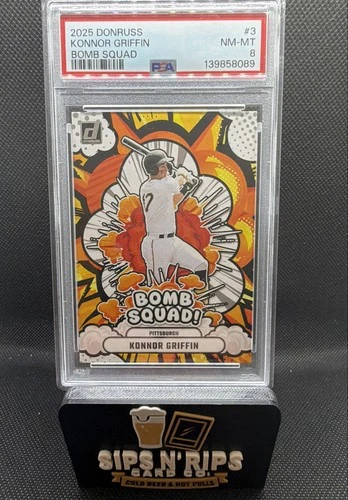 2025 DONRUSS #3
KONNOR GRIFFIN NM-MT
BOMB SQUAD 8
PSA 139858089
D
17
BOMB
SQUAD!
PITTSBURGH
KONNOR GRIFFIN
SIPS N' RIPS
CARD CO.
COLD BEER & HOT PULLS